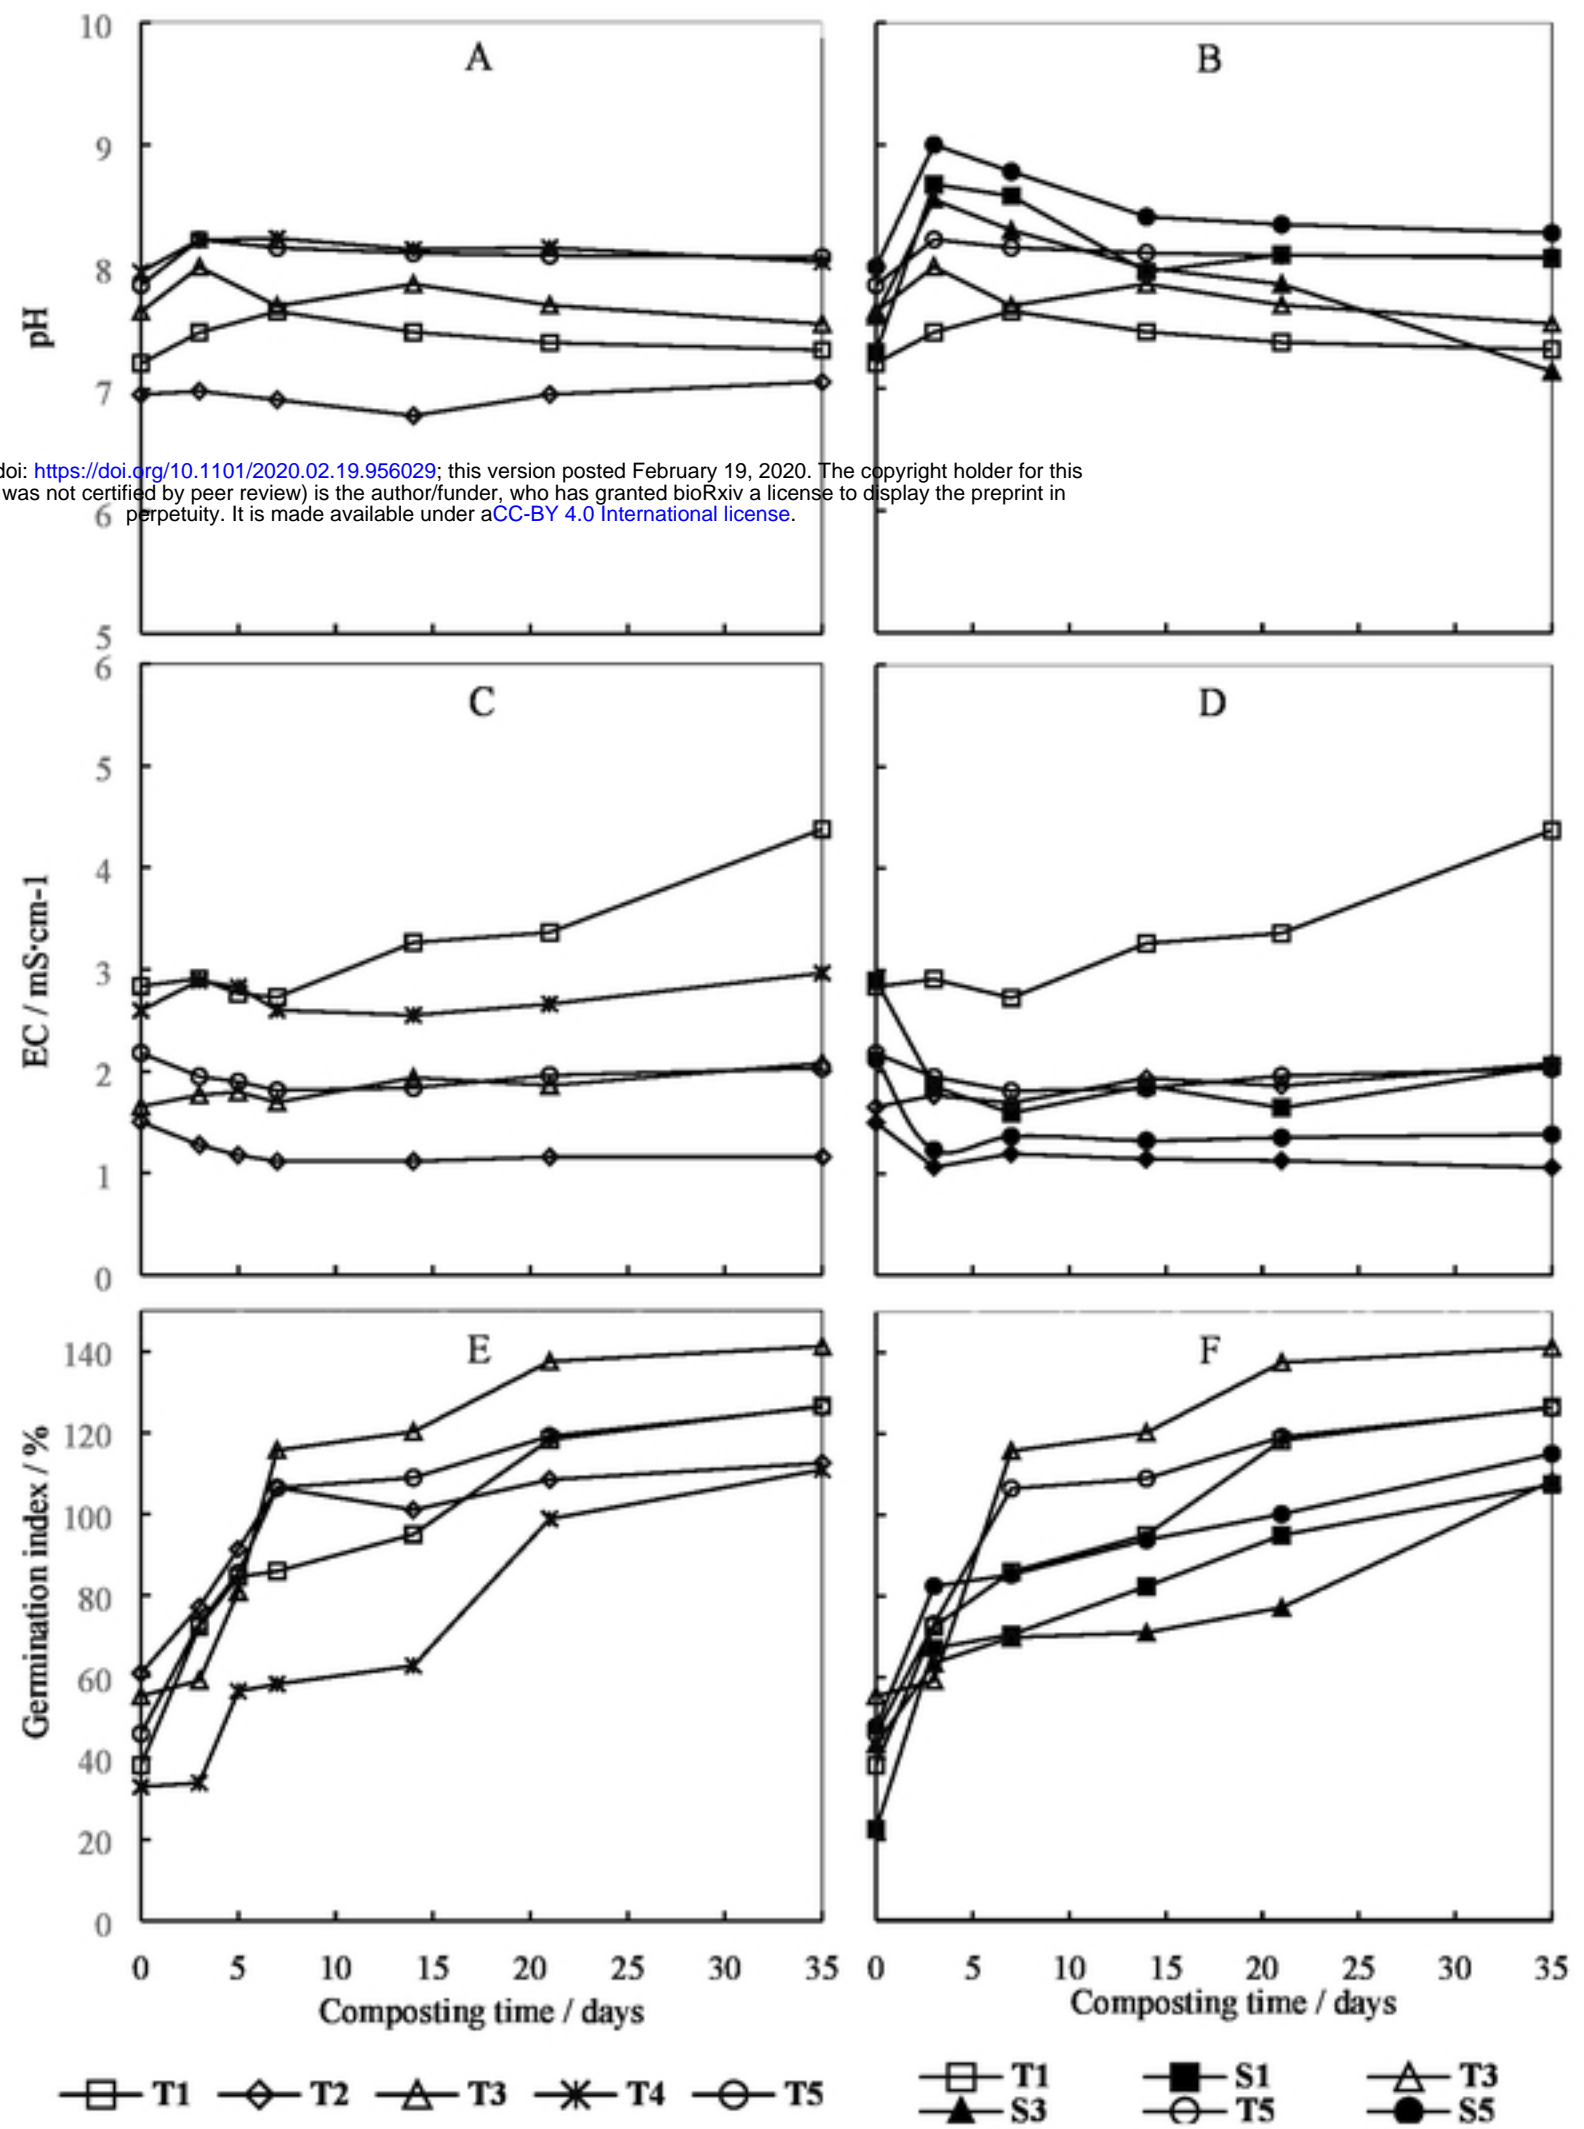 10
A
B
9
8
7
pH
doi: https://doi.org/10.1101/2020.02.19.956029; this version posted February 19, 2020. The copyright holder for this
was not certified by peer review) is the author/funder, who has granted bioRxiv a license to display the preprint in
6
perpetuity. It is made available under aCC-BY 4.0 International license.
5
6
C
D
5
4
EC / mS·cm-1
3
2
1
0
E
F
140
120
100
80
Germination index / %
60
40
20
0
0 5 10 15 20 25 30 35 0 5 10 15 20 25 30 35
Composting time / days Composting time / days
T1 T2 T3 T4 T5
T1 S1 T3
S3 T5 S5